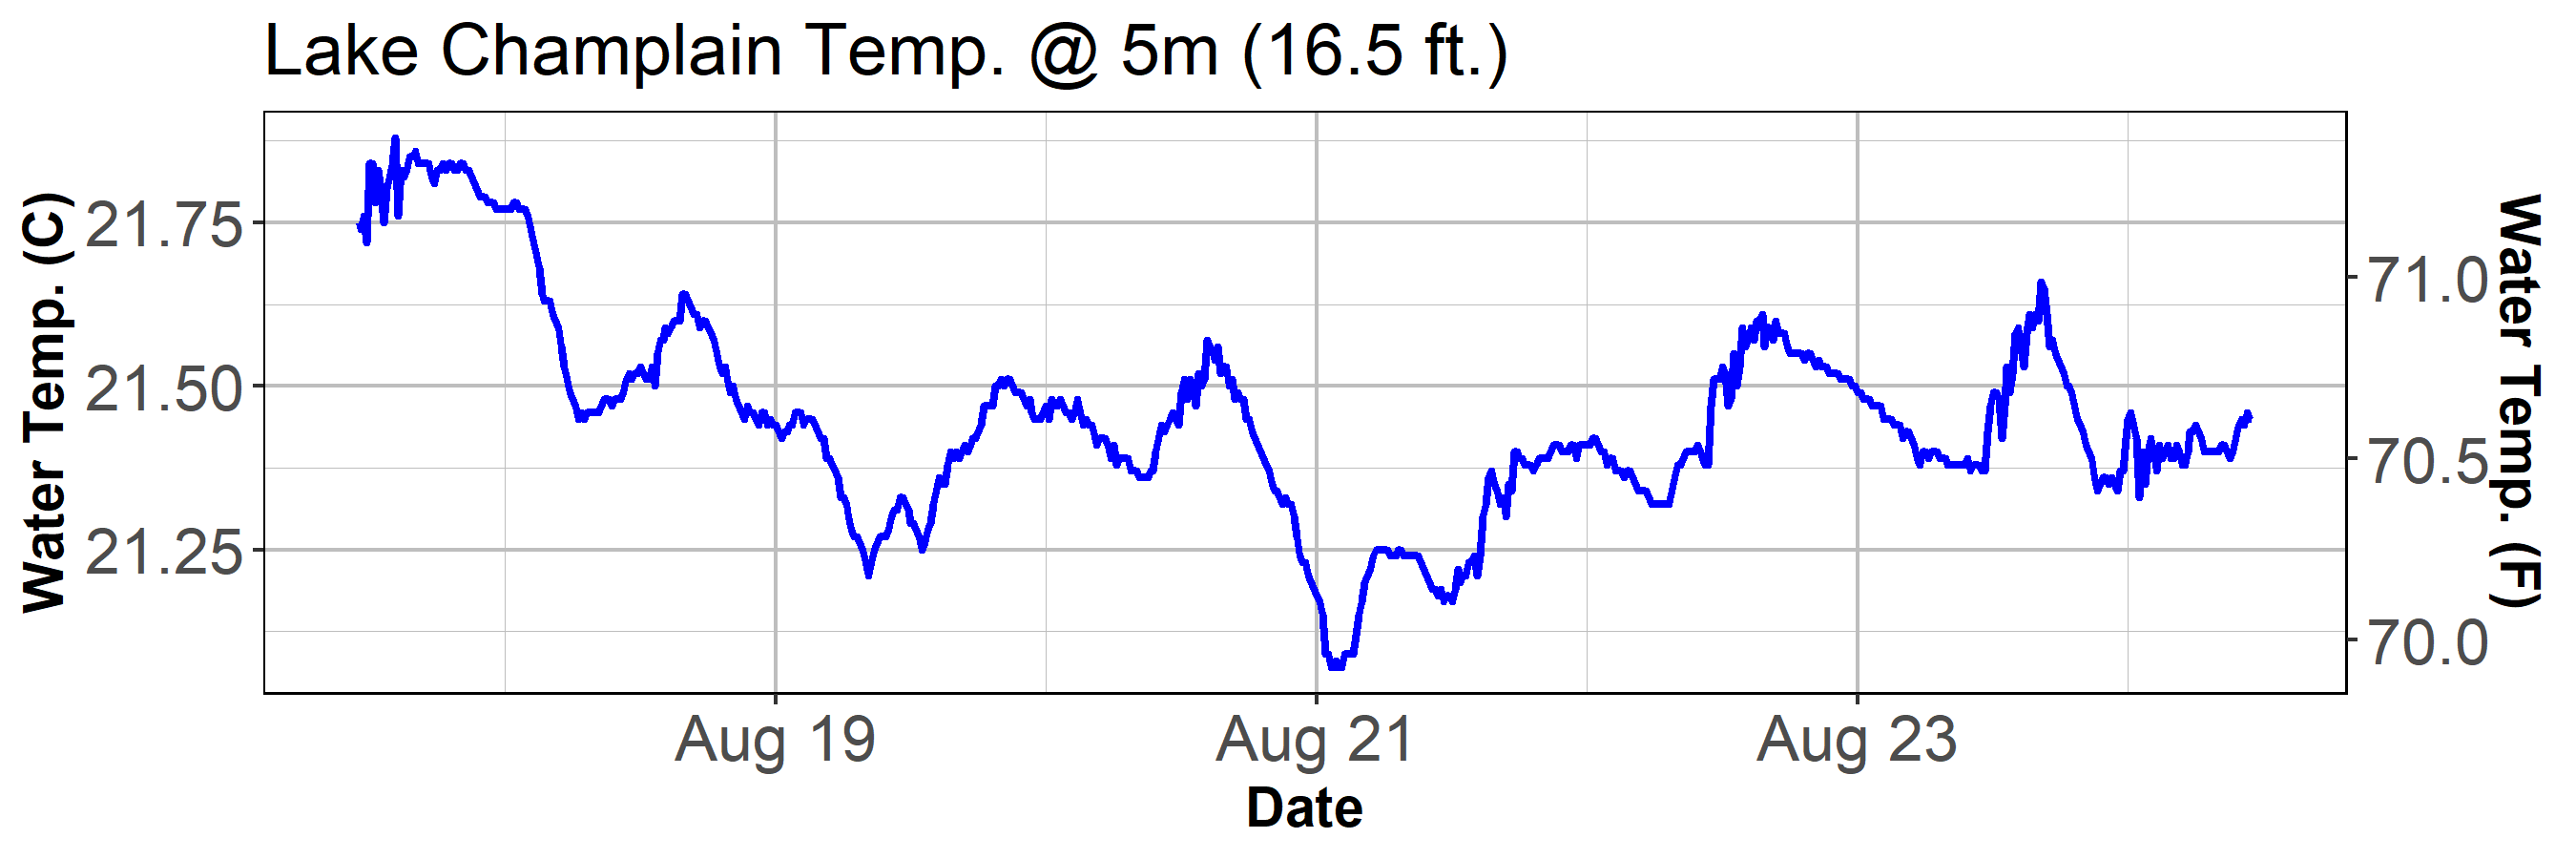 Lake Champlain Temp. @ 5m (16.5 ft.)
Water Temp. (C)
21.75
21.50
21.25
71.0
70.5
70.0
Water Temp. (F)
Aug 19 Aug 21 Aug 23
Date